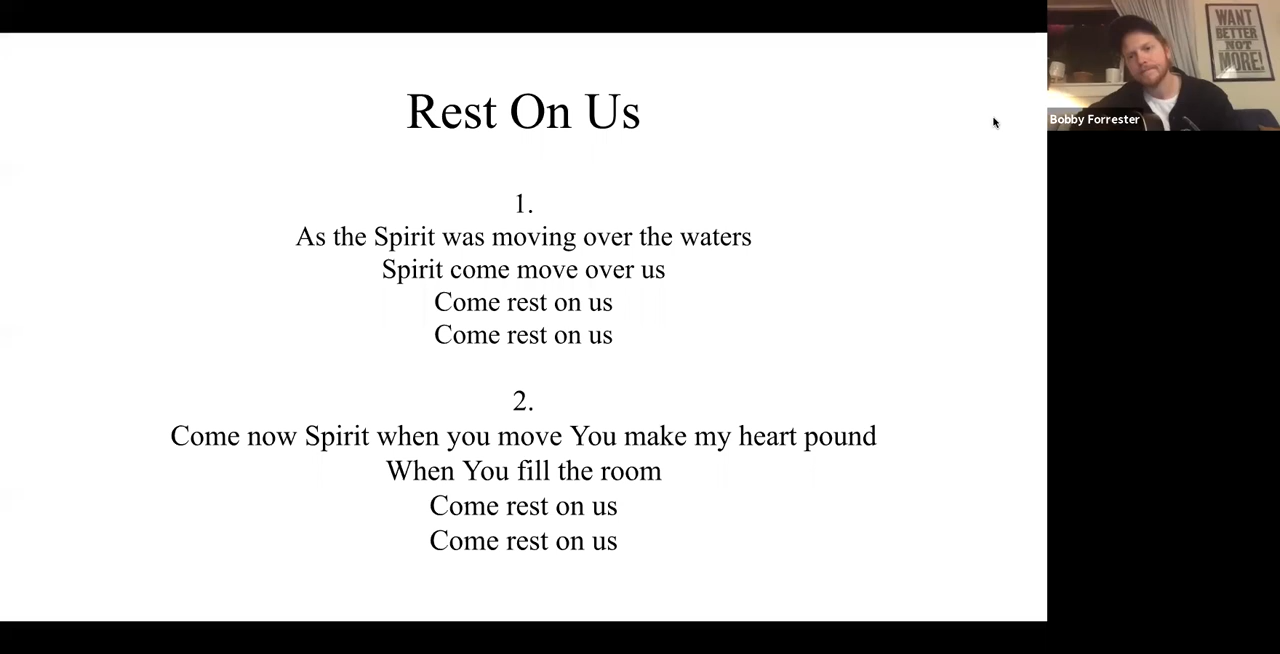 Rest On Us
1.
As the Spirit was moving over the waters
Spirit come move over us
Come rest on us
Come rest on us
2.
Come now Spirit when you move You make my heart pound
When You fill the room
Come rest on us
Come rest on us
WANT
BETTER
NOT
MORE!
Bobby Forrester